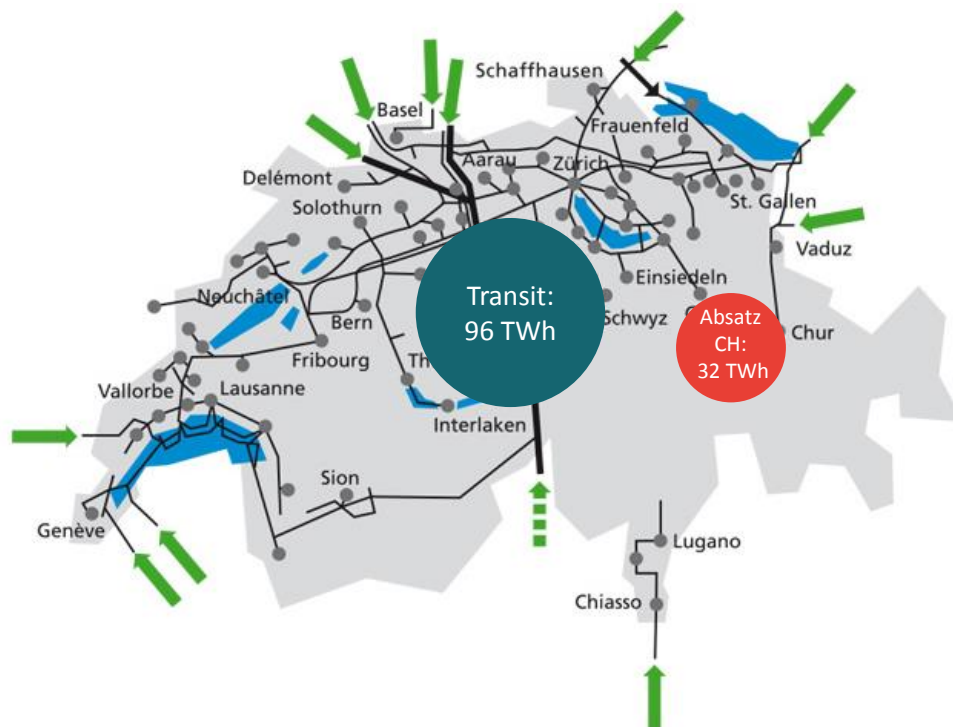 Schaffhausen
Basel
Frauenfeld
Aarau
Zürich
Delémont
St. Gallen
Solothurn
Vaduz
Einsiedeln
Neuchâtel
Transit:
96 TWh
Schwyz
Absatz
CH:
32 TWh
Bern
Chur
Fribourg
Vallorbe
Lausanne
Interlaken
Sion
Genève
Lugano
Chiasso